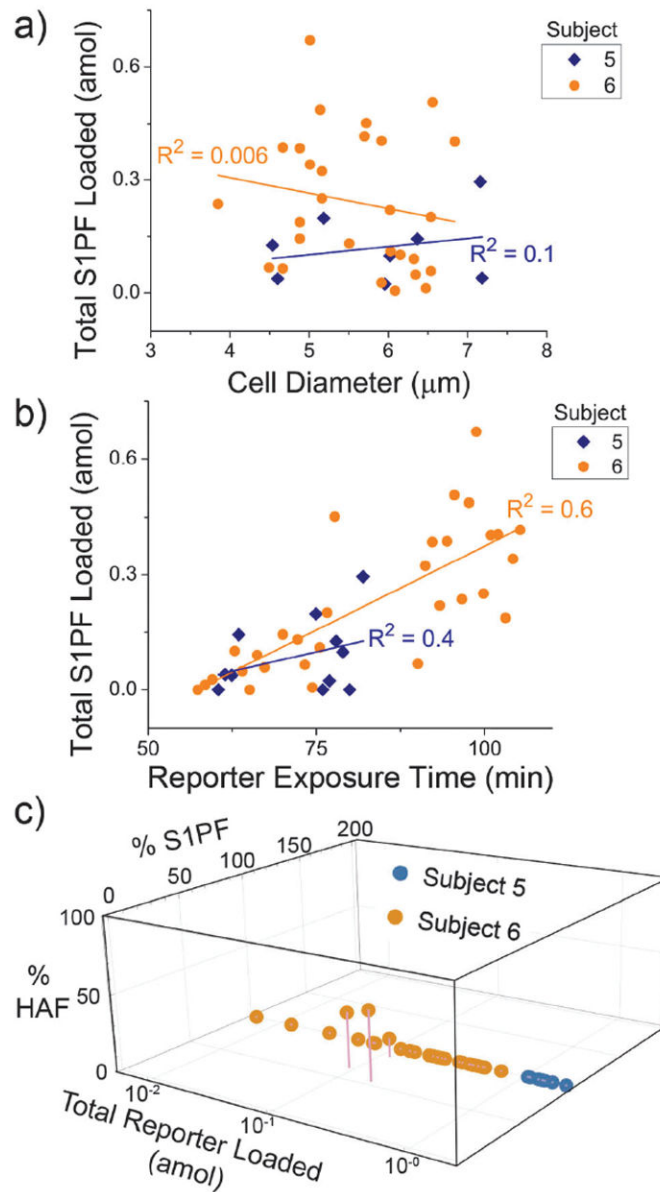 a)
Subject
5
6
Total S1PF Loaded (amol)
0.6
0.3
0.0
R² = 0.006
R² = 0.1
3 4 5 6 7 8
Cell Diameter (μm)
b)
Subject
5
6
Total S1PF Loaded (amol)
0.6
0.3
0.0
R² = 0.6
R² = 0.4
50 75 100
Reporter Exposure Time (min)
c)
% S1PF
0 50 100 150 200
Subject 5
Subject 6
100
50
0
%
HAF
10⁻² 10⁻¹ 10⁻⁰
Total Reporter Loaded
(amol)